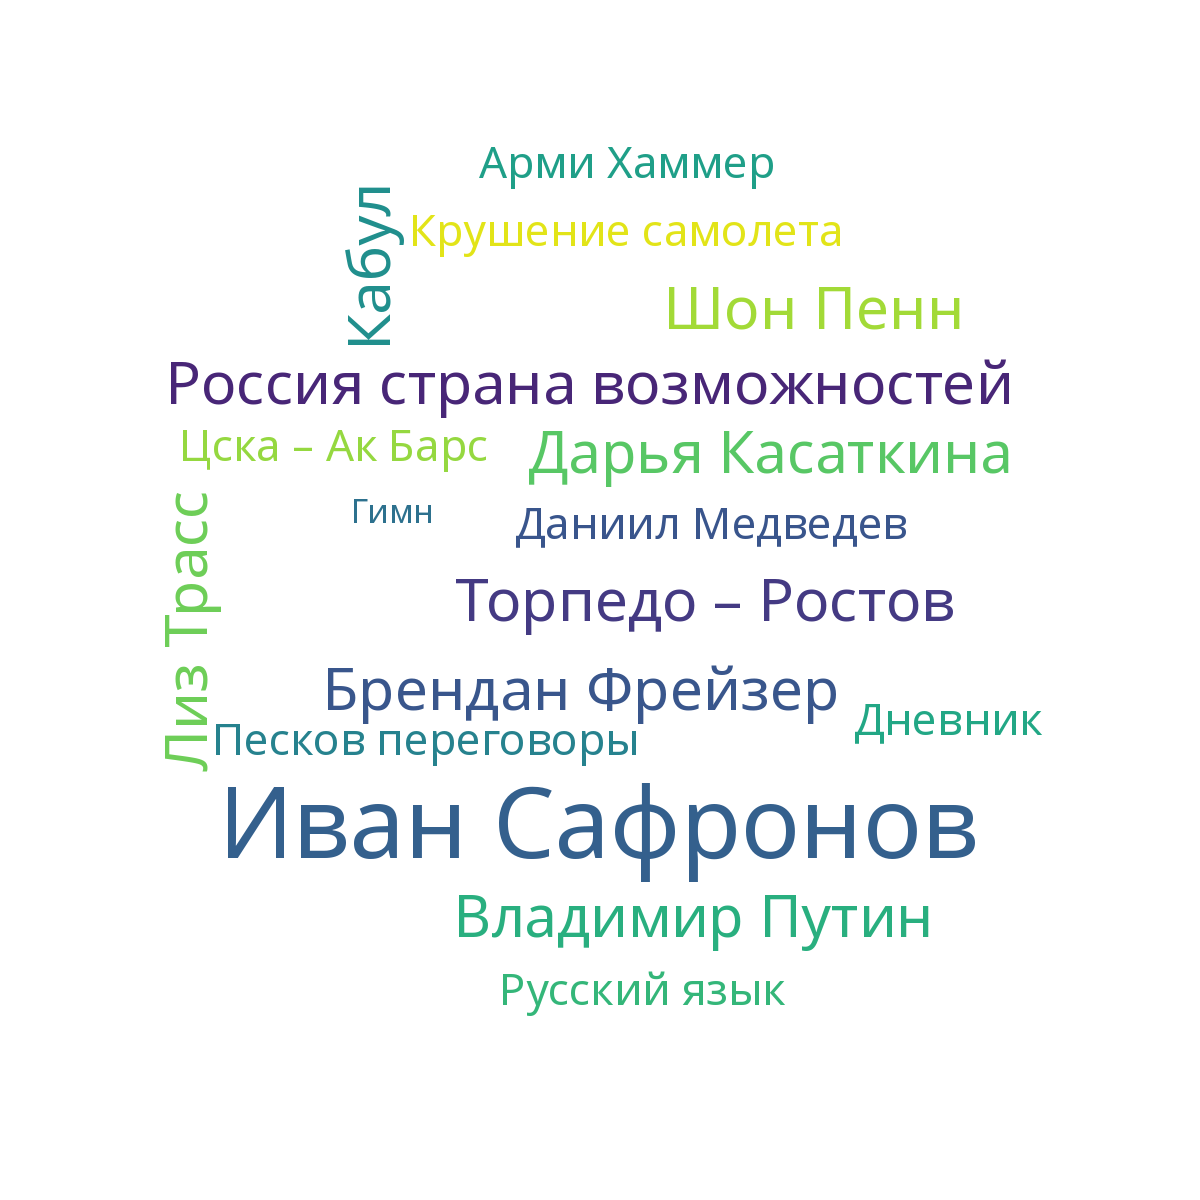 Арми Хаммер
Кабул
Крушение самолета
Шон Пенн
Россия страна возможностей
Цска – Ак Барс
Дарья Касаткина
Лиз Трасс
Гимн
Даниил Медведев
Торпедо – Ростов
Брендан Фрейзер
Дневник
Песков переговоры
Иван Сафронов
Владимир Путин
Русский язык